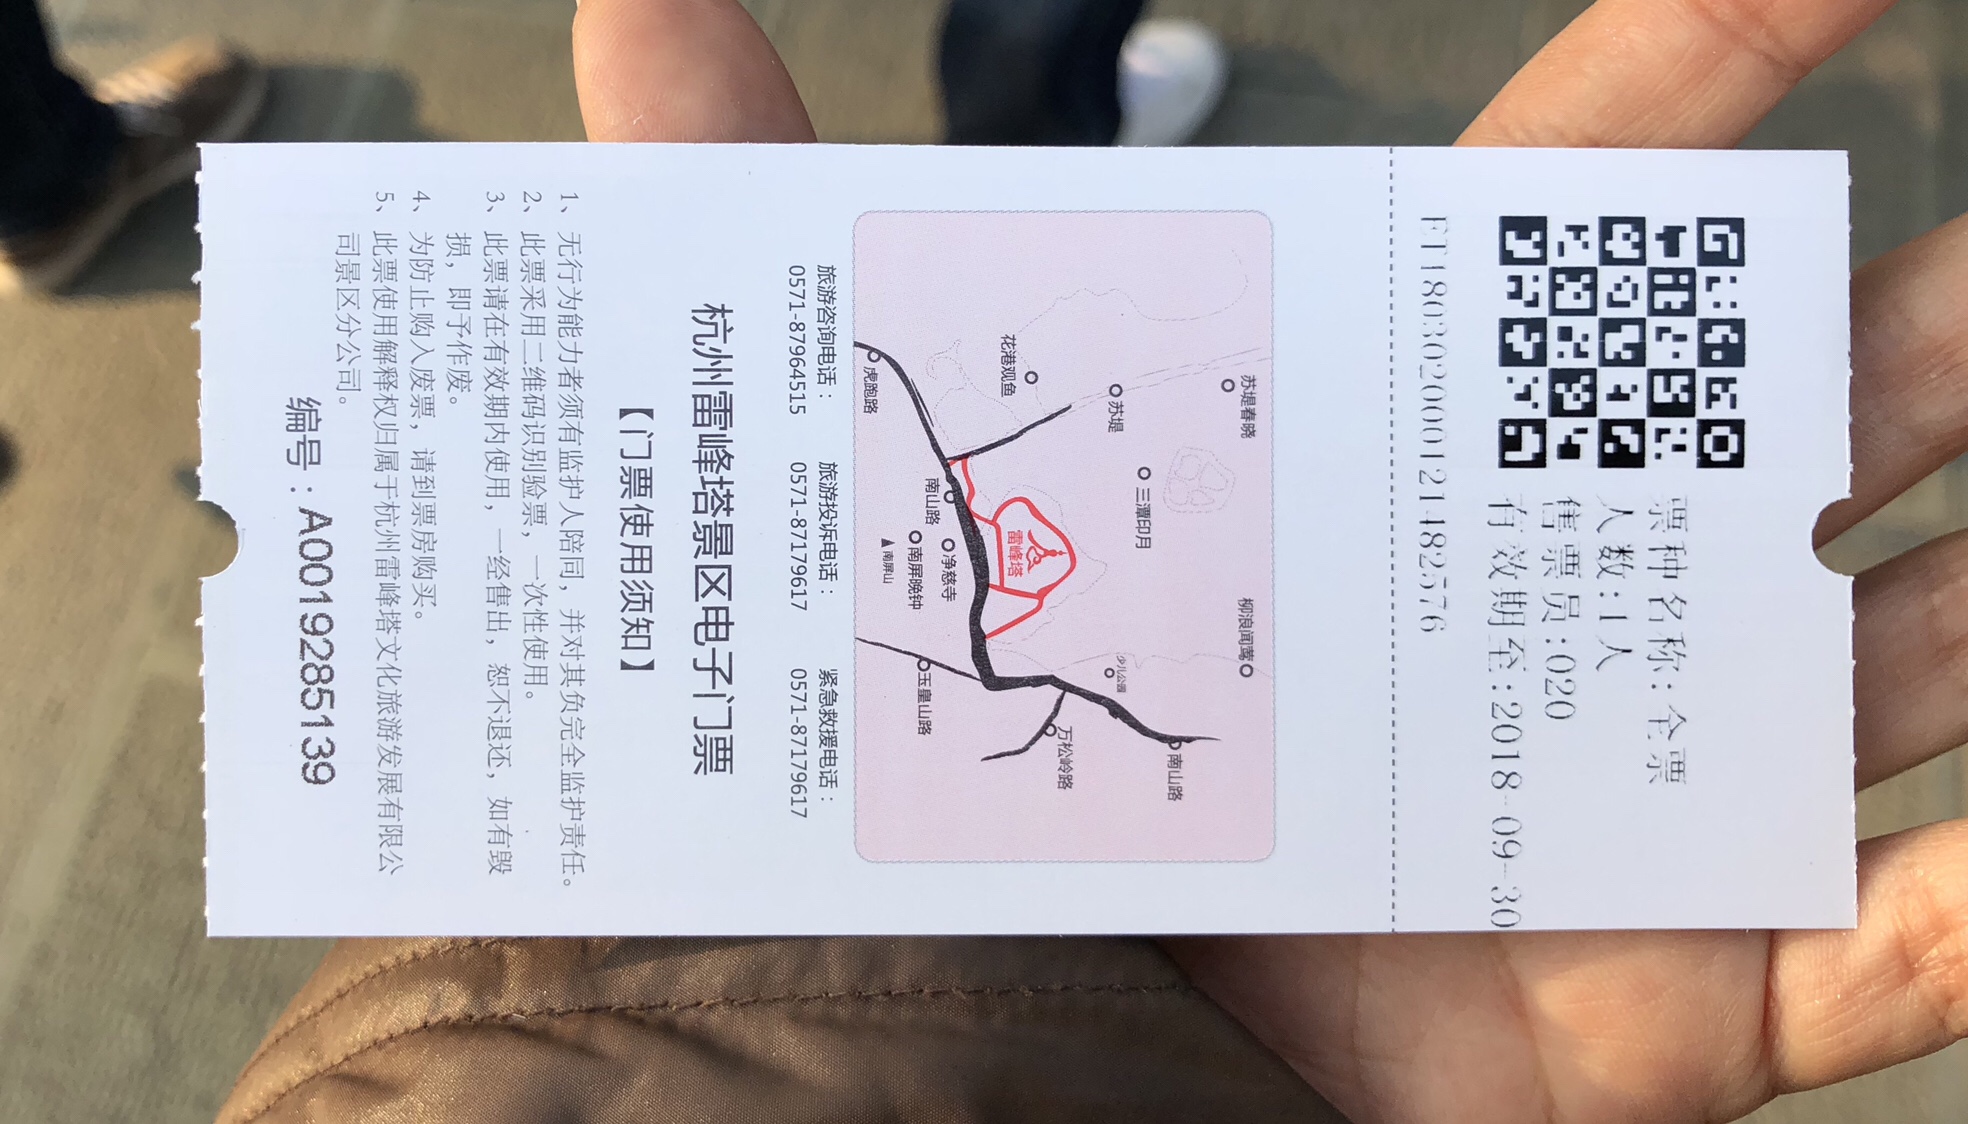 票种名称:全票
人数:1人
售票员:020
有效期至:2018-09-30
ET180302000121482576
苏堤春晓
柳浪闻莺
苏堤
三潭印月
少儿公园
南山路
花港观鱼
雷峰塔
万松岭路
虎跑路
南山路
净慈寺
南屏晚钟
南屏山
玉皇山路
旅游咨询电话: 旅游投诉电话: 紧急救援电话:
0571-87964515 0571-87179617 0571-87179617
杭州雷峰塔景区电子门票
【门票使用须知】
1、无行为能力者须有监护人陪同,并对其负完全监护责任。
2、此票采用二维码识别验票,一次性使用。
3、此票请在有效期内使用,一经售出,恕不退还,如有毁
损,即予作废。
4、为防止购入废票,请到票房购买。
5、此票使用解释权归属于杭州雷峰塔文化旅游发展有限公
司景区分公司。
编号:A0019285139